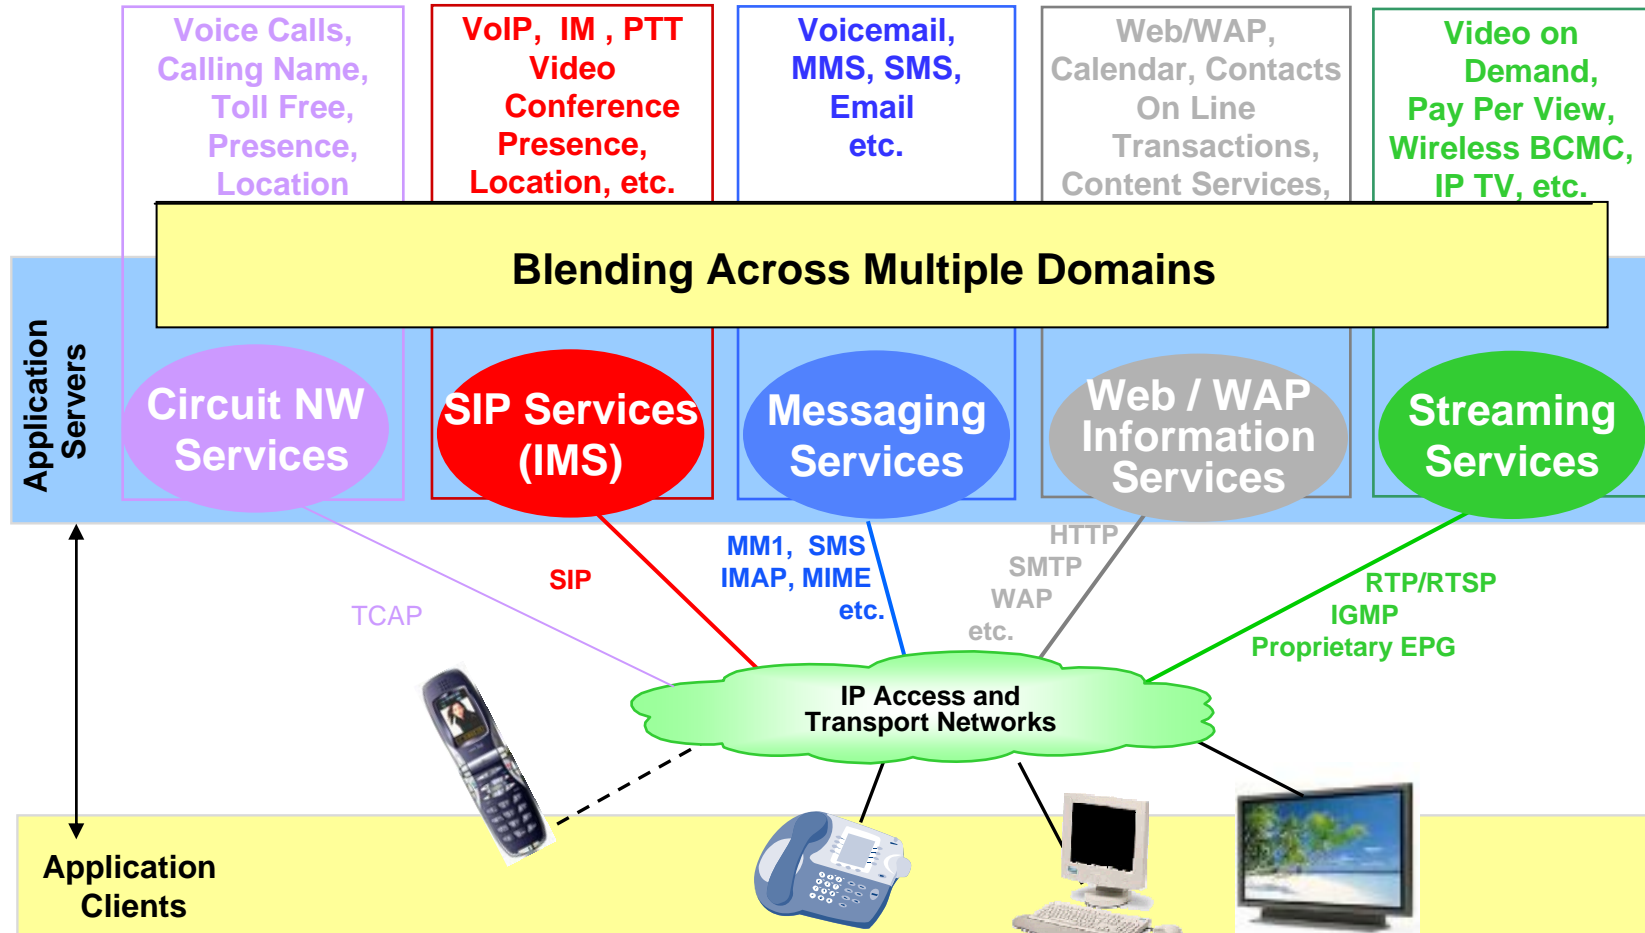 Voice Calls,
Calling Name,
Toll Free,
Presence,
Location
VoIP, IM , PTT
Video
Conference
Presence,
Location, etc.
Voicemail,
MMS, SMS,
Email
etc.
Web/WAP,
Calendar, Contacts
On Line
Transactions,
Content Services,
Video on
Demand,
Pay Per View,
Wireless BCMC,
IP TV, etc.
Blending Across Multiple Domains
Application
Servers
Circuit NW
Services
SIP Services
(IMS)
Messaging
Services
Web / WAP
Information
Services
Streaming
Services
TCAP
SIP
MM1, SMS
IMAP, MIME
etc.
HTTP
SMTP
WAP
etc.
RTP/RTSP
IGMP
Proprietary EPG
IP Access and
Transport Networks
Application
Clients